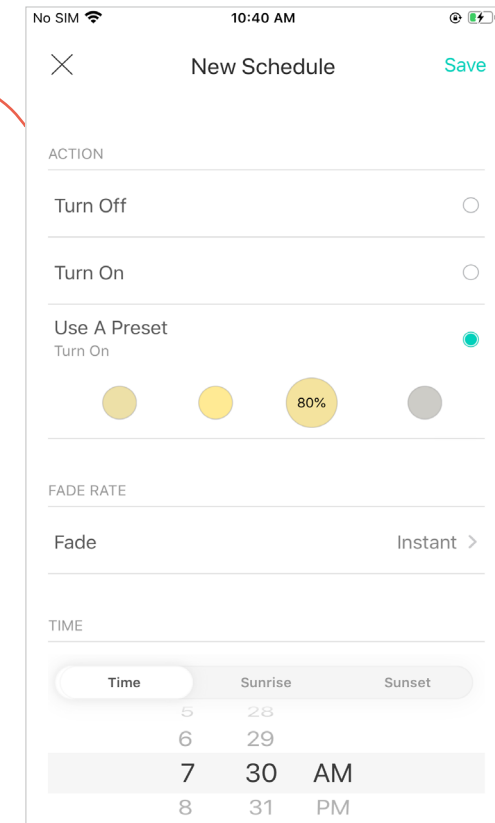 No SIM 10:40 AM
New Schedule Save
ACTION
Turn Off
Turn On
Use A Preset
Turn On
80%
FADE RATE
Fade Instant
TIME
Time Sunrise Sunset
5 28
6 29
7 30 AM
8 31 PM